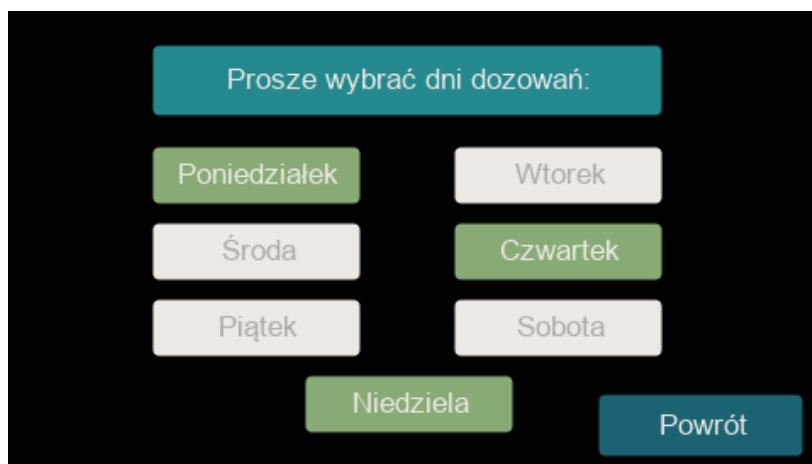 Prosze wybrać dni dozowań:
Poniedziałek
Wtorek
Środa
Czwartek
Piątek
Sobota
Niedziela
Powrót